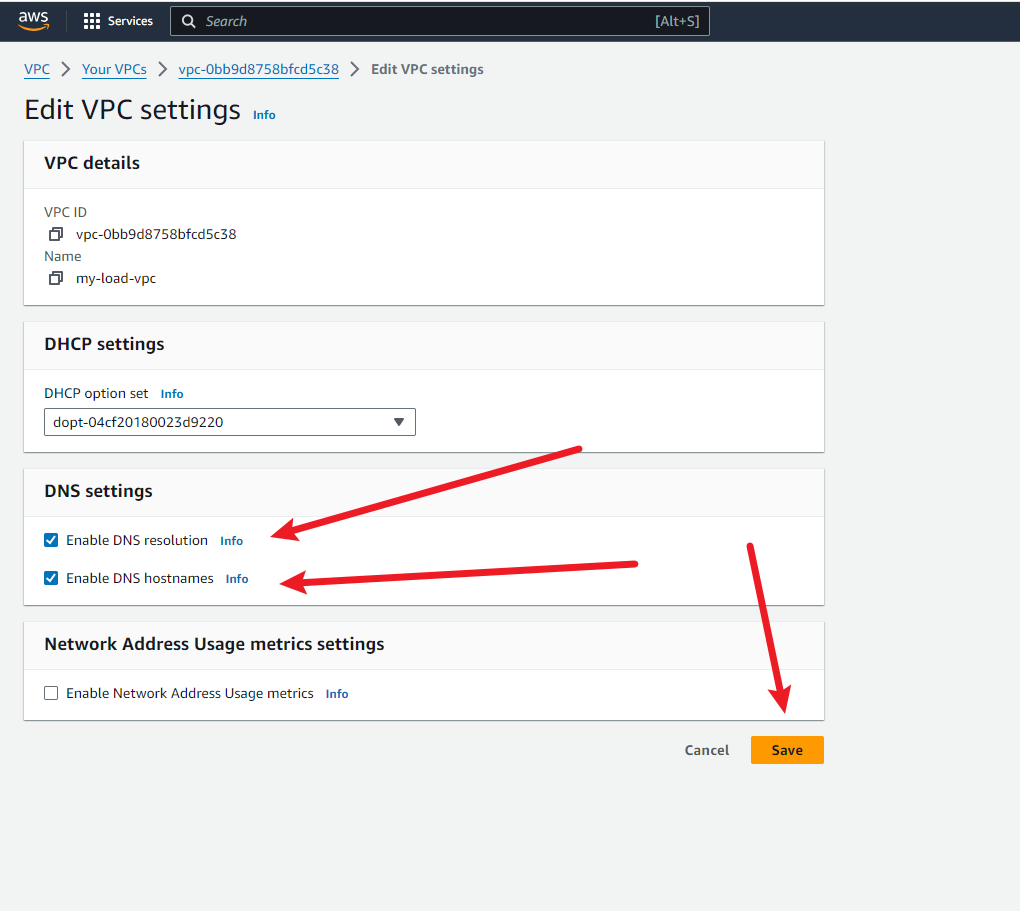 aws Services Search [Alt+S]
VPC > Your VPCs > vpc-0bb9d8758bfcd5c38 > Edit VPC settings
Edit VPC settings Info
VPC details
VPC ID
vpc-0bb9d8758bfcd5c38
Name
my-load-vpc
DHCP settings
DHCP option set Info
dopt-04cf20180023d9220
DNS settings
Enable DNS resolution Info
Enable DNS hostnames Info
Network Address Usage metrics settings
Enable Network Address Usage metrics Info
Cancel Save